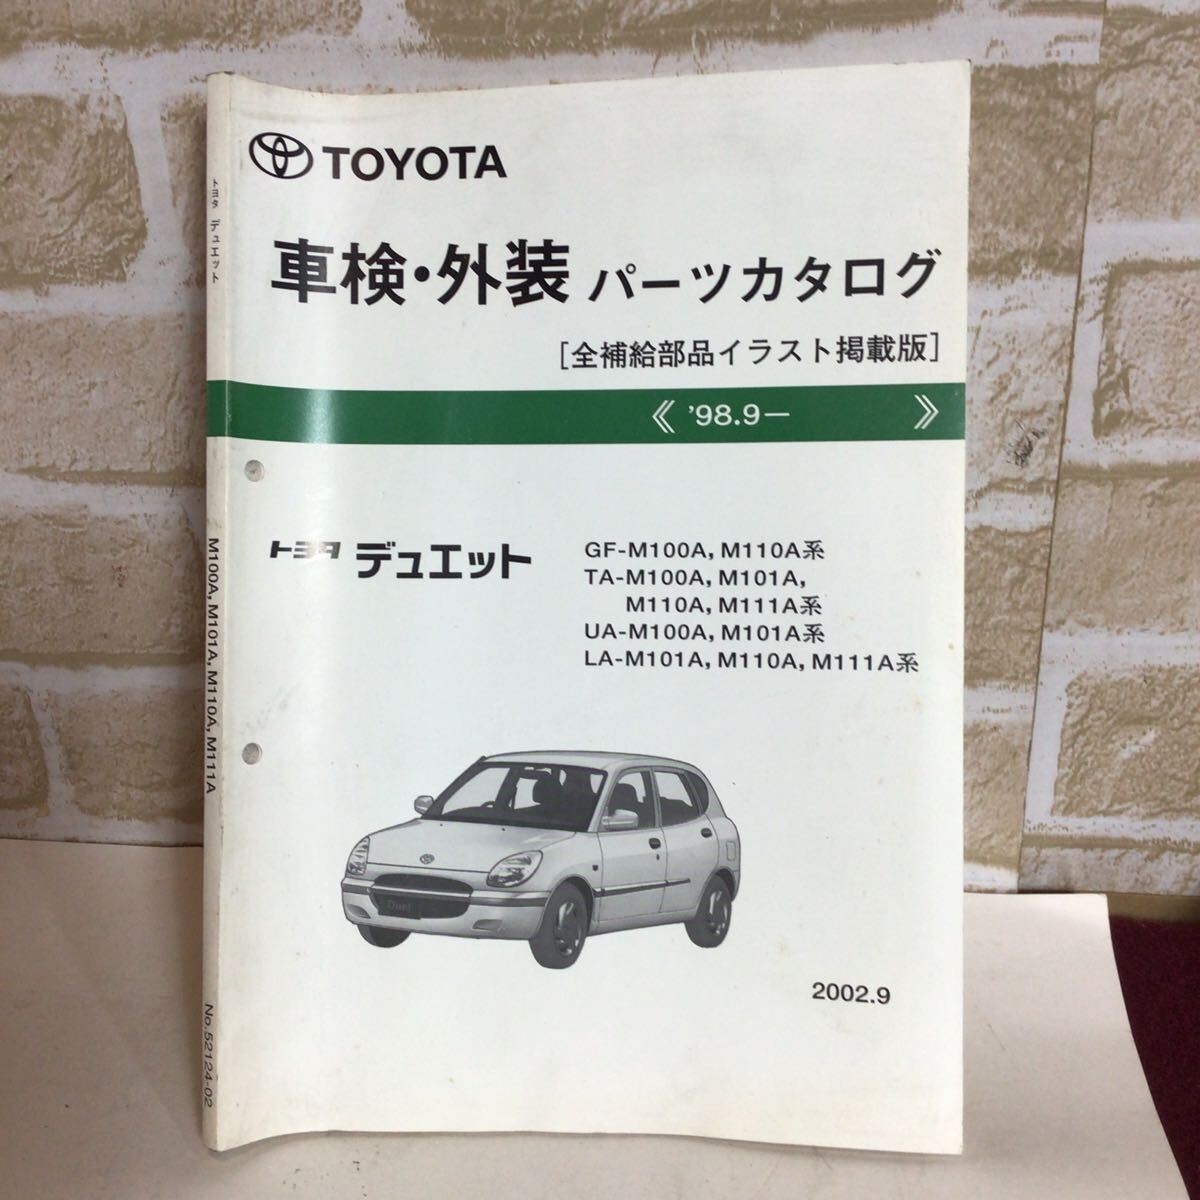 TOYOTA
車検・外装 パーツカタログ
[全補給部品イラスト掲載版]
《 '98.9－ 》
トヨタ デュエット
GF-M100A, M110A系
TA-M100A, M101A,
M110A, M111A系
UA-M100A, M101A系
LA-M101A, M110A, M111A系
Duet
2002.9
トヨタ デュエット
M100A, M101A, M110A, M111A
No.52124-02